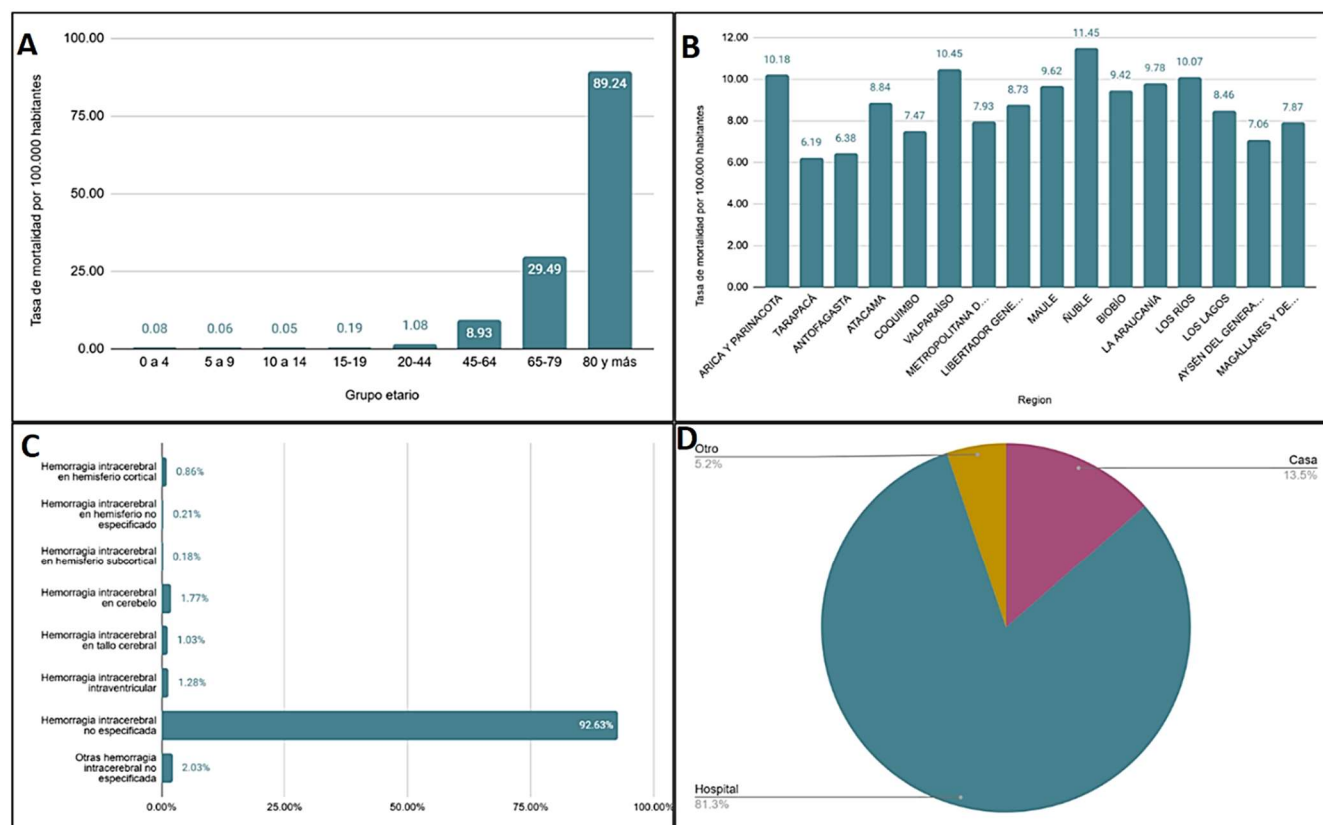 A
Tasa de mortalidad por 100.000 habitantes
100.00
75.00
50.00
25.00
0.00
0.08
0.06
0.05
0.19
1.08
8.93
29.49
89.24
0 a 4
5 a 9
10 a 14
15-19
20-44
45-64
65-79
80 y más
Grupo etario
B
Tasa de mortalidad por 100.000 habitantes
12.00
10.00
8.00
6.00
4.00
2.00
0.00
10.18
6.19
6.38
8.84
7.47
10.45
7.93
8.73
9.62
11.45
9.42
9.78
10.07
8.46
7.06
7.87
ARICA Y PARINACOTA
TARAPACÁ
ANTOFAGASTA
ATACAMA
COQUIMBO
VALPARAÍSO
METROPOLITANA D...
LIBERTADOR GENE...
MAULE
ÑUBLE
BIOBÍO
LA ARAUCANÍA
LOS RÍOS
LOS LAGOS
AYSÉN DEL GENERA...
MAGALLANES Y DE...
Region
C
Hemorragia intracerebral
en hemisferio cortical
0.86%
Hemorragia intracerebral
en hemisferio no
especificado
0.21%
Hemorragia intracerebral
en hemisferio subcortical
0.18%
Hemorragia intracerebral
en cerebelo
1.77%
Hemorragia intracerebral
en tallo cerebral
1.03%
Hemorragia intracerebral
intraventricular
1.28%
Hemorragia intracerebral
no especificada
92.63%
Otras hemorragia
intracerebral no
especificada
2.03%
0.00%
25.00%
50.00%
75.00%
100.00%
D
Otro
5.2%
Casa
13.5%
Hospital
81.3%